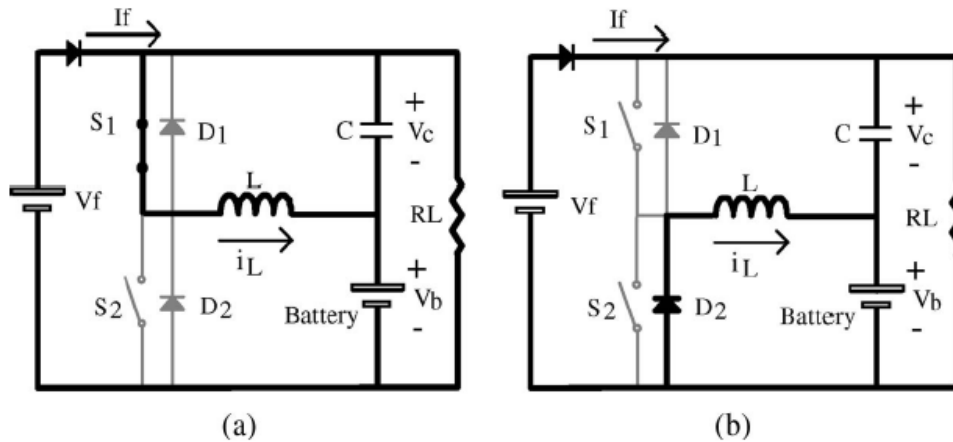 If
S1
D1
C
+
Vc
-
L
Vf
iL
RL
S2
D2
Battery
+
Vb
-
(a)
If
S1
D1
C
+
Vc
-
L
Vf
iL
RL
S2
D2
Battery
+
Vb
-
(b)